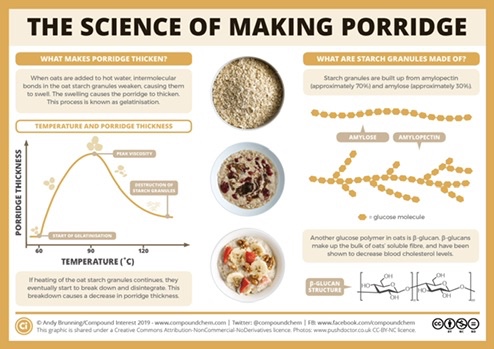 THE SCIENCE OF MAKING PORRIDGE
WHAT MAKES PORRIDGE THICKEN?
When oats are added to hot water, intermolecular
bonds in the oat starch granules weaken, causing them
to swell. The swelling causes the porridge to thicken.
This process is known as gelatinisation.
TEMPERATURE AND PORRIDGE THICKNESS
PORRIDGE THICKNESS
PEAK VISCOSITY
DESTRUCTION OF
STARCH GRANULES
START OF GELATINISATION
60
90
120
TEMPERATURE (˚C)
If heating of the oat starch granules continues, they
eventually start to break down and disintegrate. This
breakdown causes a decrease in porridge thickness.
WHAT ARE STARCH GRANULES MADE OF?
Starch granules are built up from amylopectin
(approximately 70%) and amylose (approximately 30%).
AMYLOSE
AMYLOPECTIN
= glucose molecule
Another glucose polymer in oats is β-glucan. β-glucans
make up the bulk of oats' soluble fibre, and have been
shown to decrease blood cholesterol levels.
β-GLUCAN
STRUCTURE
Ci
© Andy Brunning/Compound Interest 2019 - www.compoundchem.com | Twitter: @compoundchem | FB: www.facebook.com/compoundchem
This graphic is shared under a Creative Commons Attribution-NonCommercial-NoDerivatives licence. Photos: www.pushdoctor.co.uk CC-BY-NC licence.